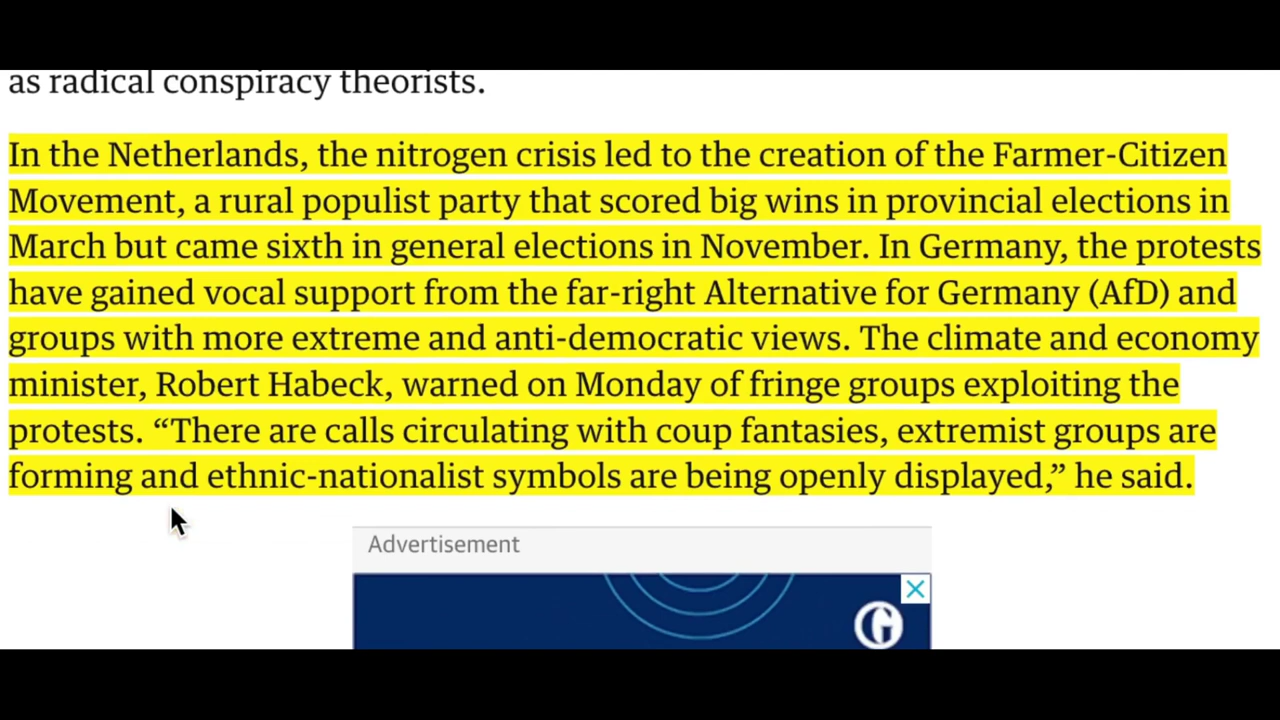 as radical conspiracy theorists.
In the Netherlands, the nitrogen crisis led to the creation of the Farmer-Citizen
Movement, a rural populist party that scored big wins in provincial elections in
March but came sixth in general elections in November. In Germany, the protests
have gained vocal support from the far-right Alternative for Germany (AfD) and
groups with more extreme and anti-democratic views. The climate and economy
minister, Robert Habeck, warned on Monday of fringe groups exploiting the
protests. “There are calls circulating with coup fantasies, extremist groups are
forming and ethnic-nationalist symbols are being openly displayed,” he said.
Advertisement
G